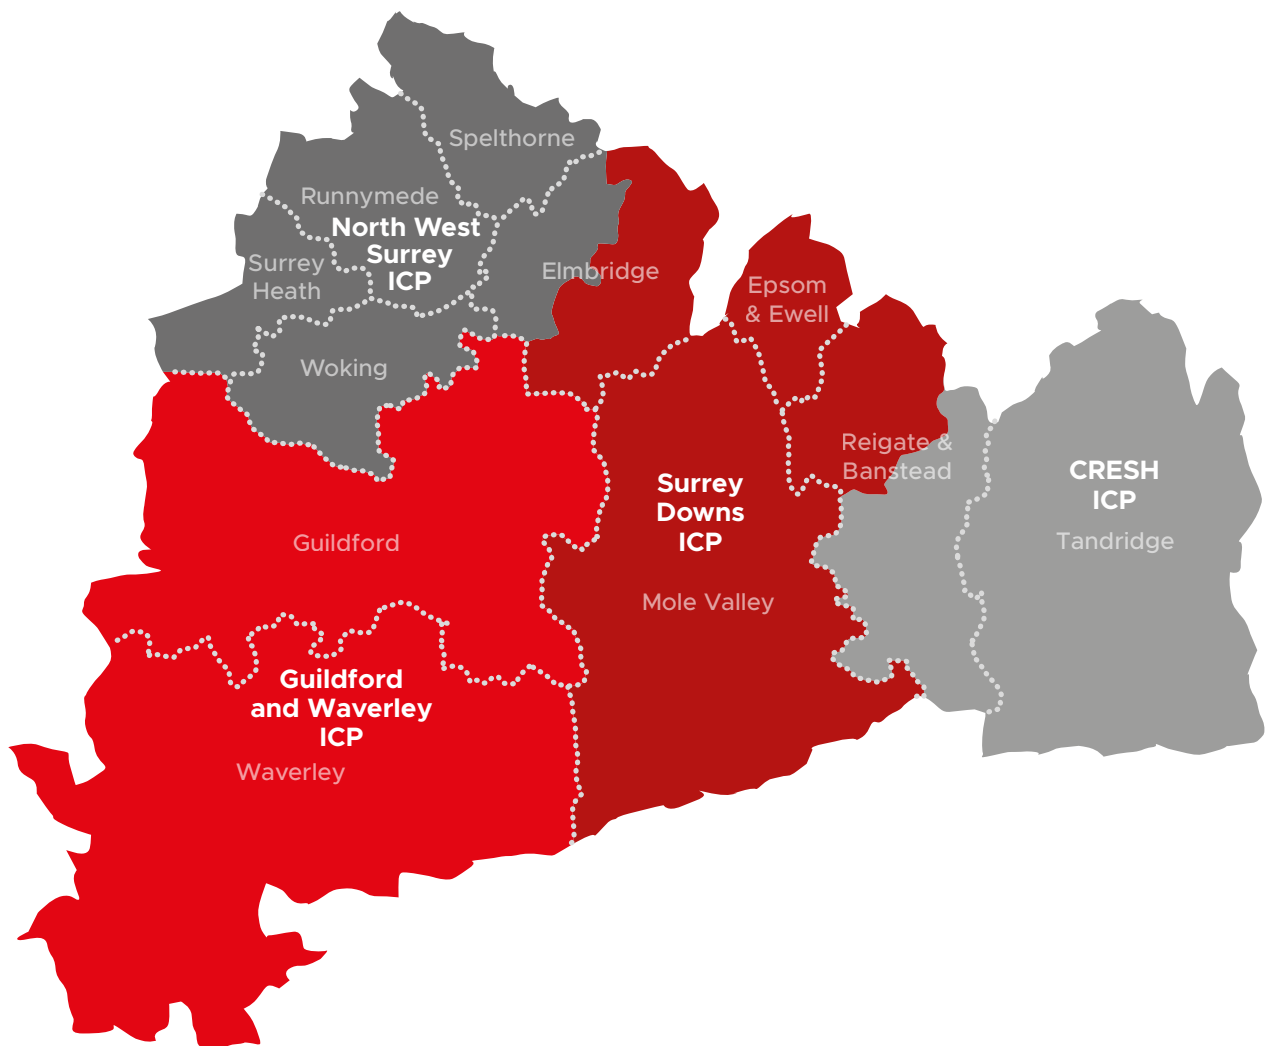 Spelthorne
Runnymede
North West
Surrey
ICP
Surrey
Heath
Elmbridge
Epsom
& Ewell
Woking
Reigate &
Banstead
CRESH
ICP
Tandridge
Surrey
Downs
ICP
Guildford
Mole Valley
Guildford
and Waverley
ICP
Waverley